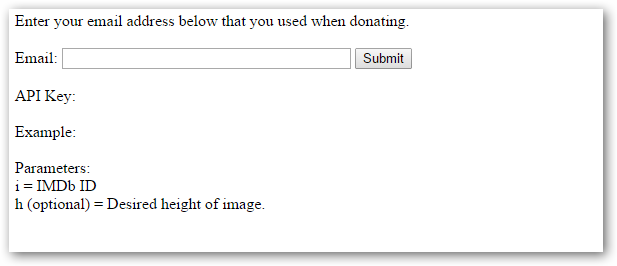 Enter your email address below that you used when donating.
Email: Submit
API Key:
Example:
Parameters:
i = IMDb ID
h (optional) = Desired height of image.